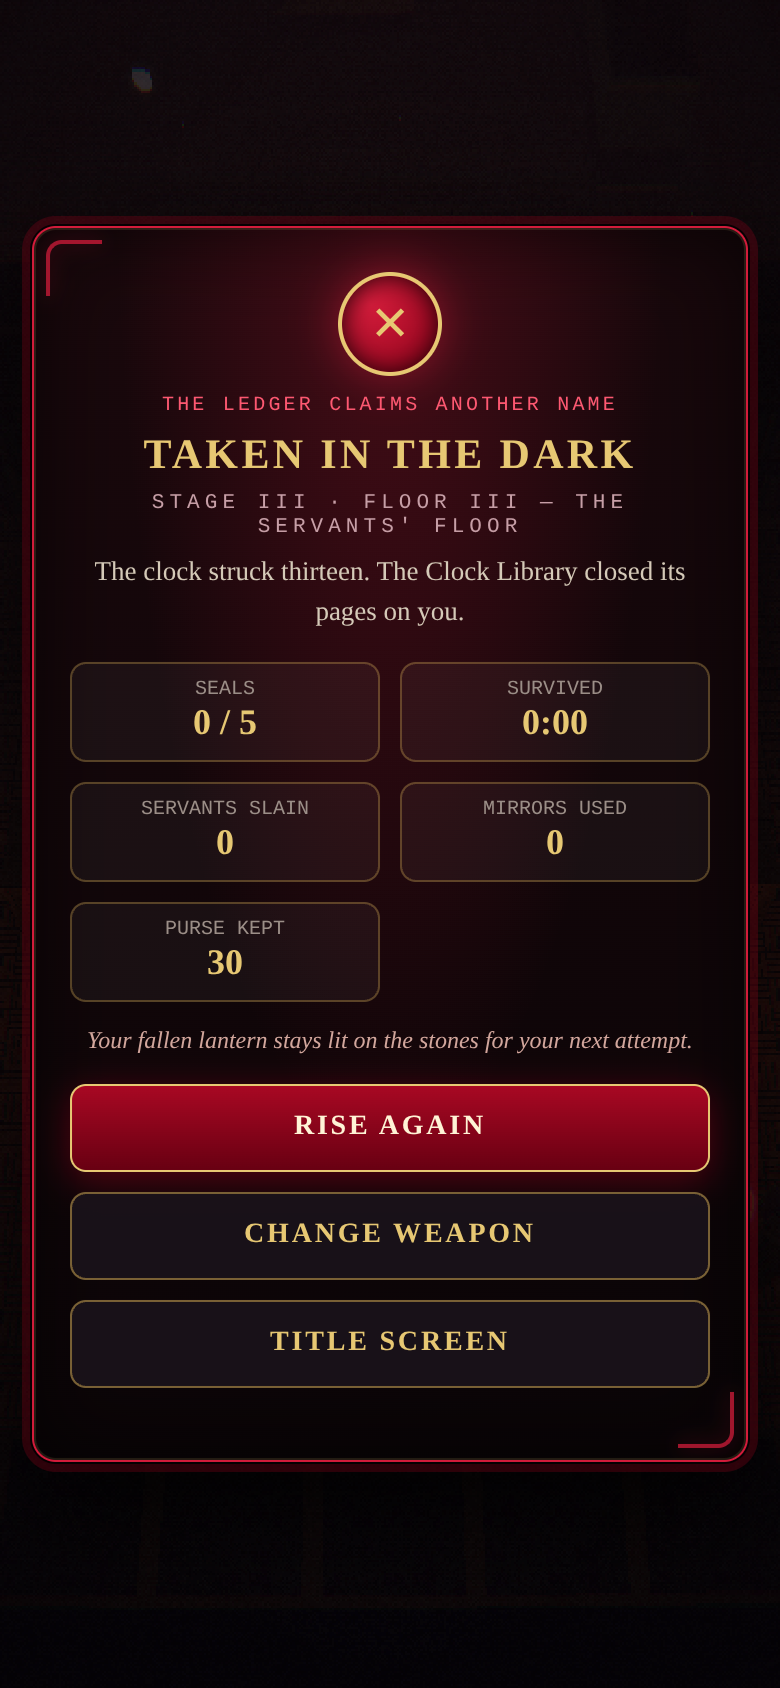 THE LEDGER CLAIMS ANOTHER NAME
TAKEN IN THE DARK
STAGE III · FLOOR III — THE
SERVANTS' FLOOR
The clock struck thirteen. The Clock Library closed its
pages on you.
SEALS
0 / 5
SURVIVED
0:00
SERVANTS SLAIN
0
MIRRORS USED
0
PURSE KEPT
30
Your fallen lantern stays lit on the stones for your next attempt.
RISE AGAIN
CHANGE WEAPON
TITLE SCREEN